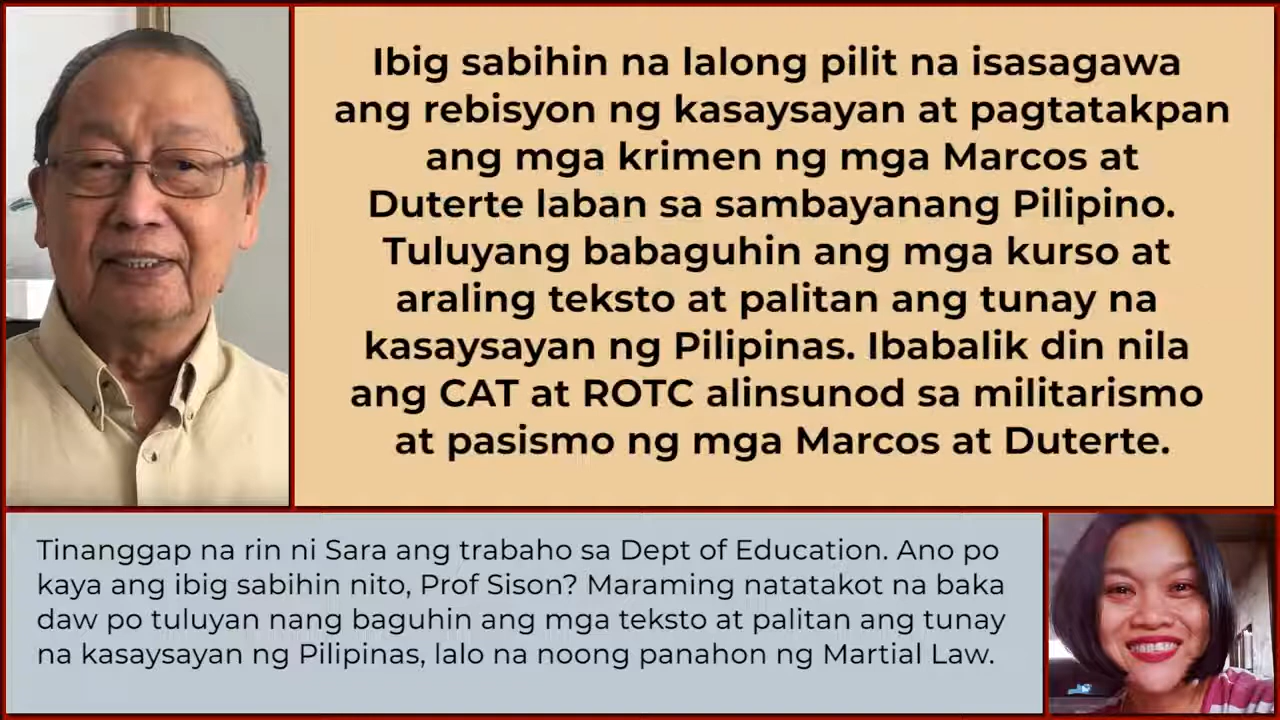 Ibig sabihin na lalong pilit na isasagawa
ang rebisyon ng kasaysayan at pagtatakpan
ang mga krimen ng mga Marcos at
Duterte laban sa sambayanang Pilipino.
Tuluyang babaguhin ang mga kurso at
araling teksto at palitan ang tunay na
kasaysayan ng Pilipinas. Ibabalik din nila
ang CAT at ROTC alinsunod sa militarismo
at pasismo ng mga Marcos at Duterte.
Tinanggap na rin ni Sara ang trabaho sa Dept of Education. Ano po
kaya ang ibig sabihin nito, Prof Sison? Maraming natatakot na baka
daw po tuluyan nang baguhin ang mga teksto at palitan ang tunay
na kasaysayan ng Pilipinas, lalo na noong panahon ng Martial Law.